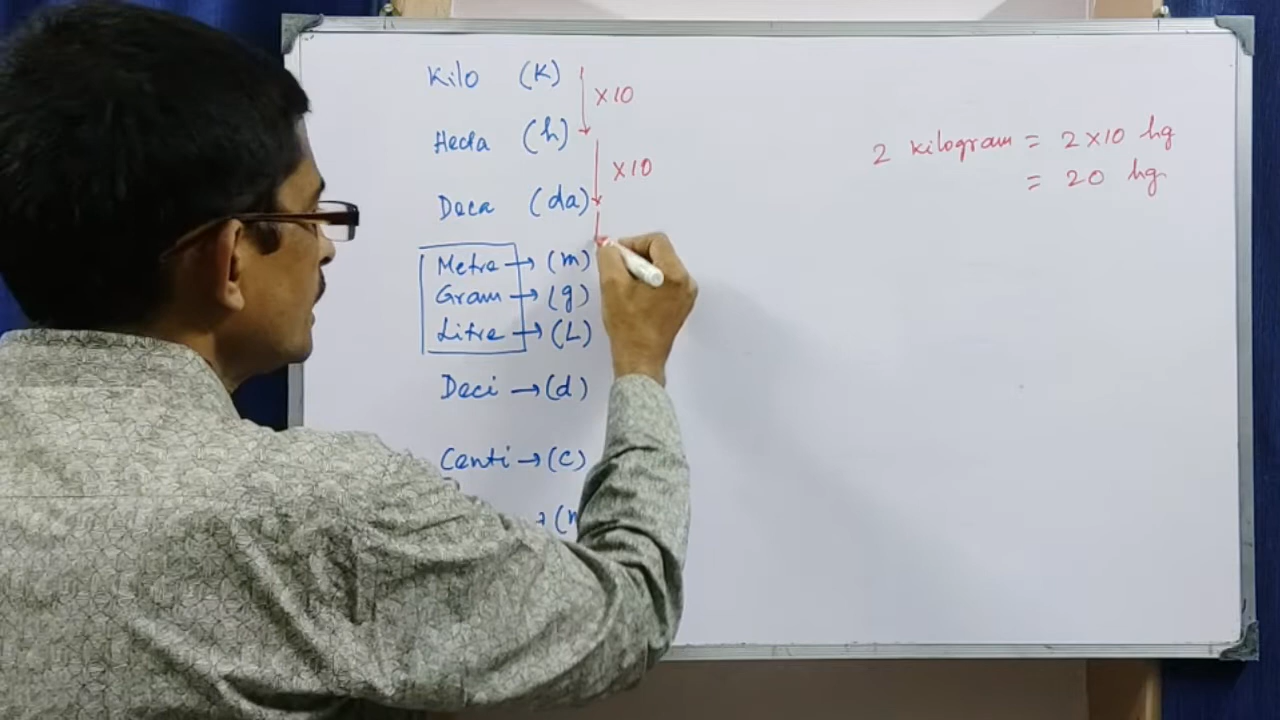 Kilo (K)
×10
Hecta (h)
×10
Deca (da)
Metre → (m)
Gram → (g)
Litre → (L)
Deci → (d)
Centi → (c)
2 kilogram = 2×10 hg
= 20 hg